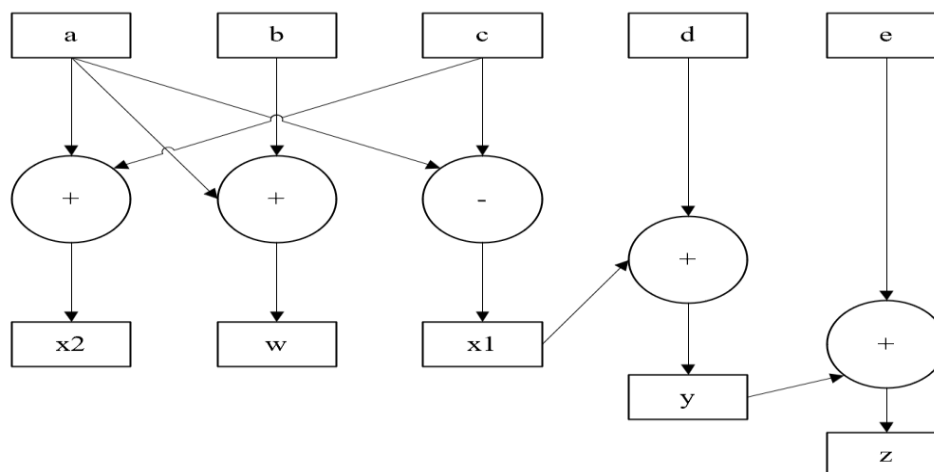 a b c d e
+ + -
+
x2 w x1 +
y
z